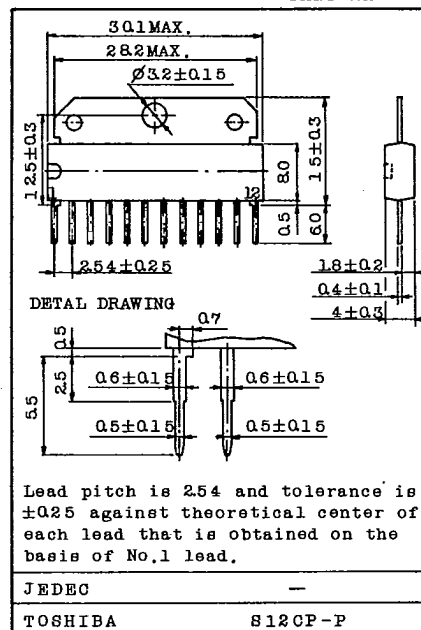 30.1MAX.
28.2MAX.
Ø3.2±0.15
12.5±0.3
8.0
15±0.3
12
0.5
6.0
2.54±0.25
1.8±0.2
0.4±0.1
4±0.3
DETAL DRAWING
0.7
0.5
2.5
5.5
0.6±0.15
0.6±0.15
0.5±0.15
0.5±0.15
Lead pitch is 2.54 and tolerance is
±0.25 against theoretical center of
each lead that is obtained on the
basis of No.1 lead.
JEDEC —
TOSHIBA S12CP-P